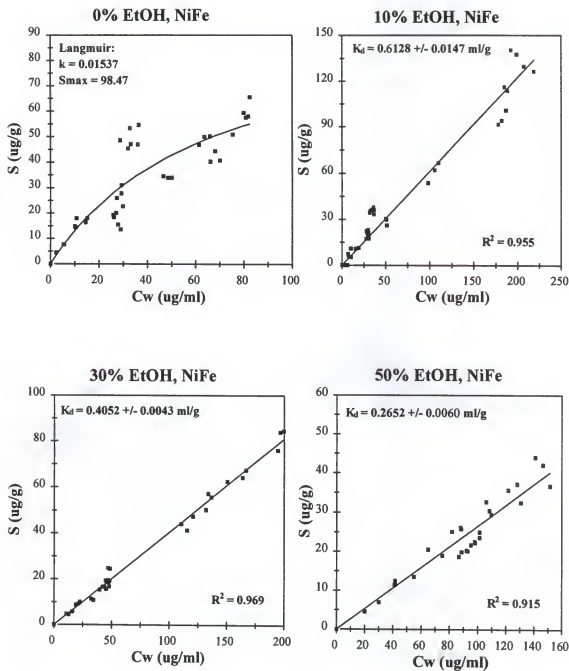 0% EtOH, NiFe
Langmuir:
k = 0.01537
Smax = 98.47
90
80
70
60
50
40
30
20
10
0
S (ug/g)
0 20 40 60 80 100
Cw (ug/ml)
10% EtOH, NiFe
Kd = 0.6128 +/- 0.0147 ml/g
150
120
90
60
30
0
S (ug/g)
R² = 0.955
0 50 100 150 200 250
Cw (ug/ml)
30% EtOH, NiFe
Kd = 0.4052 +/- 0.0043 ml/g
100
80
60
40
20
0
S (ug/g)
R² = 0.969
0 50 100 150 200
Cw (ug/ml)
50% EtOH, NiFe
Kd = 0.2652 +/- 0.0060 ml/g
60
50
40
30
20
10
0
S (ug/g)
R² = 0.915
0 20 40 60 80 100 120 140 160
Cw (ug/ml)